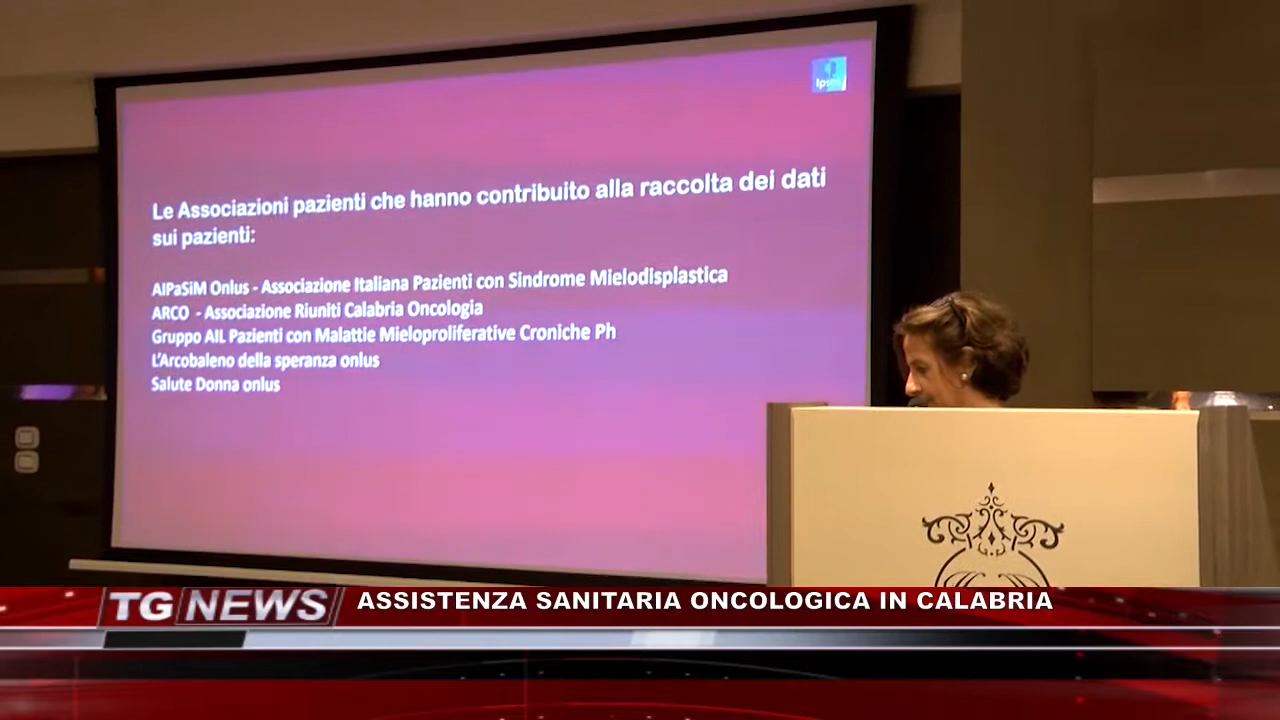 Ipsos
Le Associazioni pazienti che hanno contribuito alla raccolta dei dati
sui pazienti:
AIPaSiM Onlus - Associazione Italiana Pazienti con Sindrome Mielodisplastica
ARCO - Associazione Riuniti Calabria Oncologia
Gruppo AIL Pazienti con Malattie Mieloproliferative Croniche Ph
L'Arcobaleno della speranza onlus
Salute Donna onlus
TG NEWS ASSISTENZA SANITARIA ONCOLOGICA IN CALABRIA